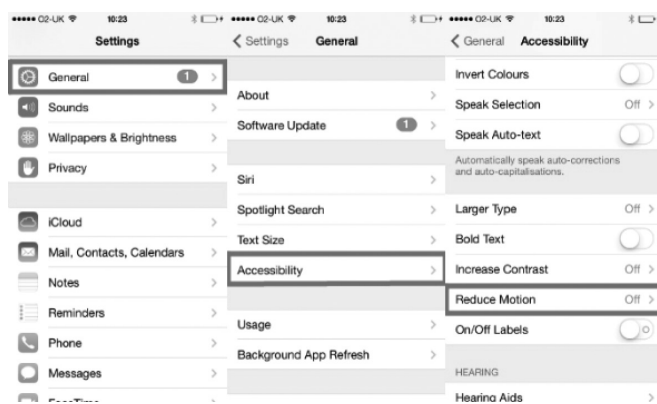 O2-UK 10:23
Settings
General 1
Sounds
Wallpapers & Brightness
Privacy
iCloud
Mail, Contacts, Calendars
Notes
Reminders
Phone
Messages
FaceTime
O2-UK 10:23
Settings General
About
Software Update 1
Siri
Spotlight Search
Text Size
Accessibility
Usage
Background App Refresh
O2-UK 10:23
General Accessibility
Invert Colours
Speak Selection Off
Speak Auto-text
Automatically speak auto-corrections
and auto-capitalisations.
Larger Type Off
Bold Text
Increase Contrast Off
Reduce Motion Off
On/Off Labels
HEARING
Hearing Aids